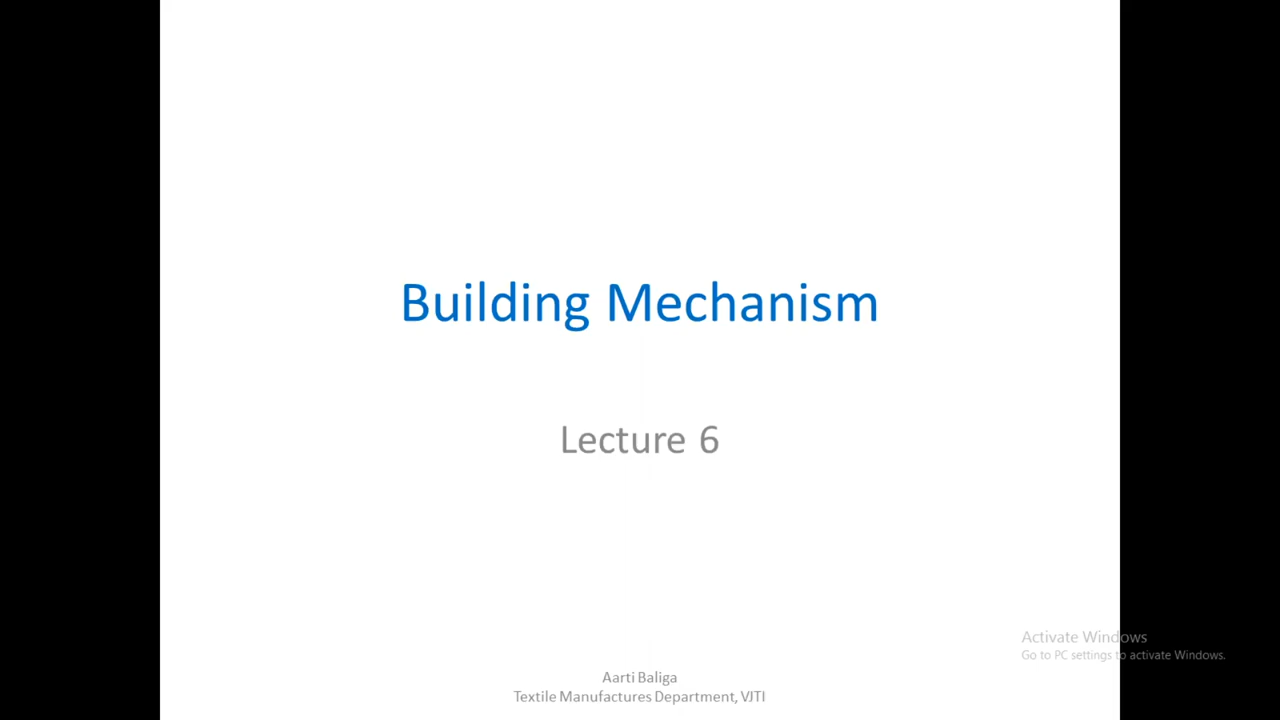 Building Mechanism
Lecture 6
Activate Windows
Go to PC settings to activate Windows.
Aarti Baliga
Textile Manufactures Department, VJTI